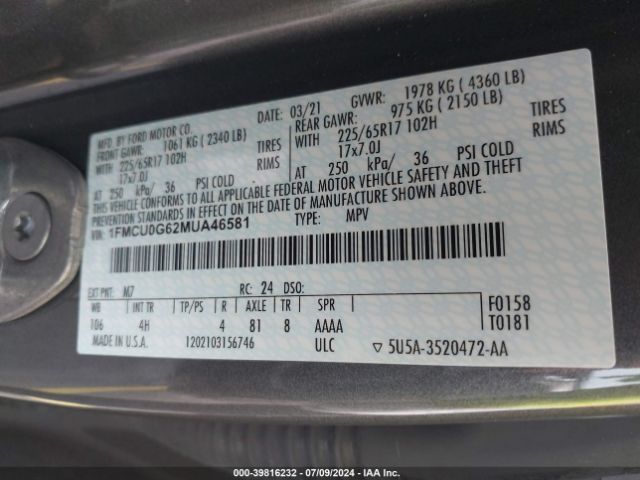 MFD. BY FORD MOTOR CO.
DATE: 03/21 GVWR: 1978 KG ( 4360 LB)
FRONT GAWR: 1061 KG ( 2340 LB) REAR GAWR: 975 KG ( 2150 LB)
WITH 225/65R17 102H TIRES WITH 225/65R17 102H TIRES
17x7.0J RIMS 17x7.0J RIMS
AT 250 kPa/ 36 PSI COLD AT 250 kPa/ 36 PSI COLD
THIS VEHICLE CONFORMS TO ALL APPLICABLE FEDERAL MOTOR VEHICLE SAFETY AND THEFT
PREVENTION STANDARDS IN EFFECT ON THE DATE OF MANUFACTURE SHOWN ABOVE.
VIN: 1FMCU0G62MUA46581 TYPE: MPV
EXT PNT: M7 RC: 24 DSO:
WB INT TR TP/PS R AXLE TR SPR F0158
106 4H 4 81 8 AAAA T0181
MADE IN U.S.A. 1202103156746 ULC ▽ 5U5A-3520472-AA
000-39816232 - 07/09/2024 - IAA Inc.